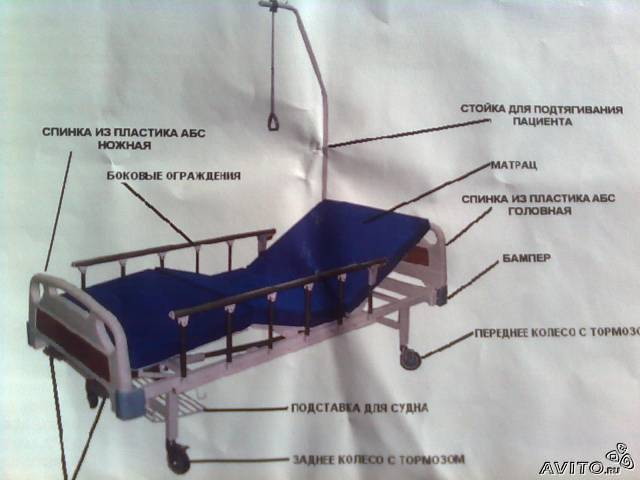 СТОЙКА ДЛЯ ПОДТЯГИВАНИЯ
ПАЦИЕНТА
СПИНКА ИЗ ПЛАСТИКА АБС
НОЖНАЯ
БОКОВЫЕ ОГРАЖДЕНИЯ
МАТРАЦ
СПИНКА ИЗ ПЛАСТИКА АБС
ГОЛОВНАЯ
БАМПЕР
ПЕРЕДНЕЕ КОЛЕСО С ТОРМОЗО
ПОДСТАВКА ДЛЯ СУДНА
ЗАДНЕЕ КОЛЕСО С ТОРМОЗОМ
AVITO.ru